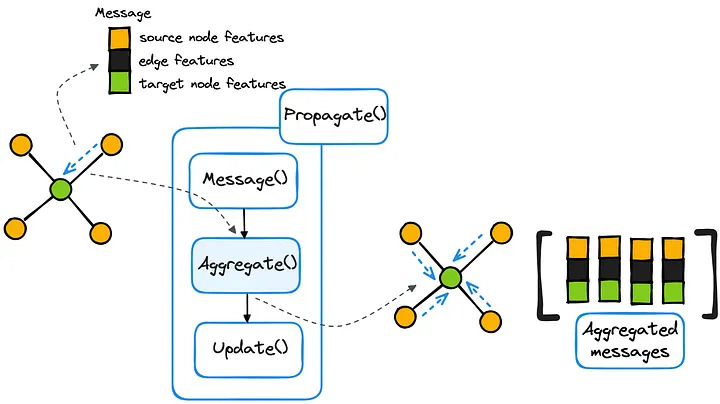 Message
source node features
edge features
target node features
Propagate()
Message()
Aggregate()
Update()
Aggregated
messages